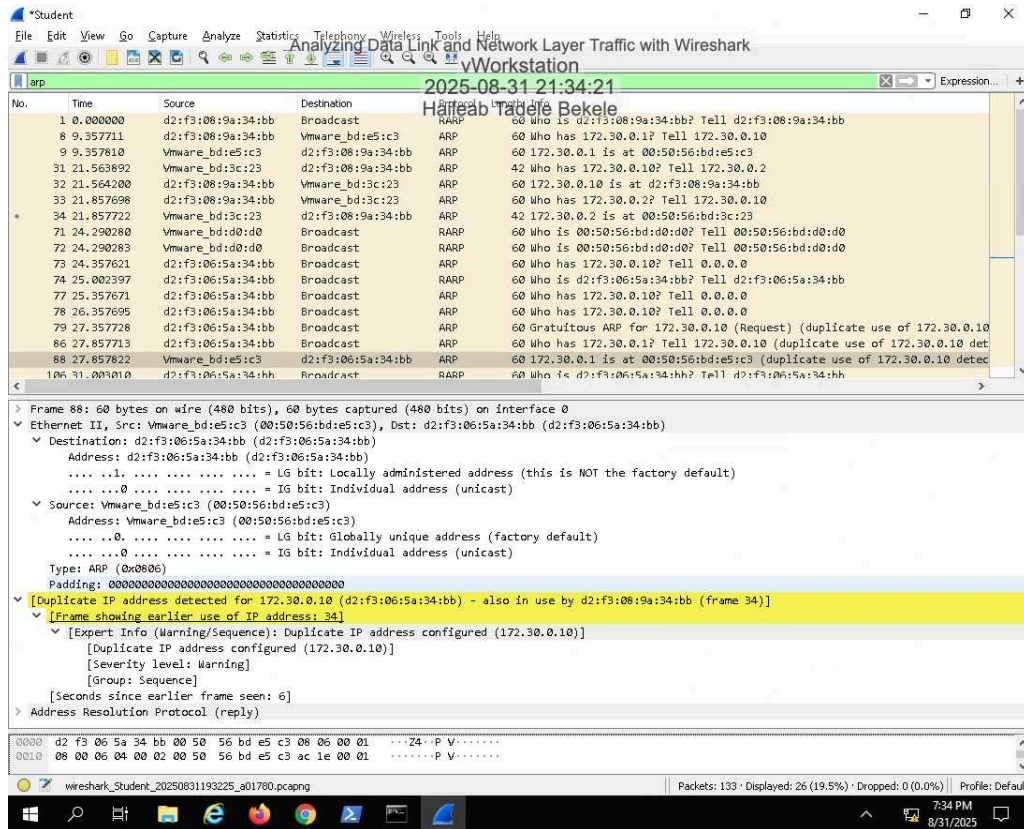 *Student
File Edit View Go Capture Analyze Statistics Telephony Wireless Tools Help
Analyzing Data Link and Network Layer Traffic with Wireshark
vWorkstation
2025-08-31 21:34:21
Haileab Tadele Bekele
arp
Expression... +
No. Time Source Destination Protocol Length Info
1 0.000000 d2:f3:08:9a:34:bb Broadcast RARP 60 Who is d2:f3:08:9a:34:bb? Tell d2:f3:08:9a:34:bb
8 9.357711 d2:f3:08:9a:34:bb Vmware_bd:e5:c3 ARP 60 Who has 172.30.0.1? Tell 172.30.0.10
9 9.357810 Vmware_bd:e5:c3 d2:f3:08:9a:34:bb ARP 60 172.30.0.1 is at 00:50:56:bd:e5:c3
31 21.563892 Vmware_bd:3c:23 d2:f3:08:9a:34:bb ARP 42 Who has 172.30.0.10? Tell 172.30.0.2
32 21.564200 d2:f3:08:9a:34:bb Vmware_bd:3c:23 ARP 60 172.30.0.10 is at d2:f3:08:9a:34:bb
33 21.857698 d2:f3:08:9a:34:bb Vmware_bd:3c:23 ARP 60 Who has 172.30.0.2? Tell 172.30.0.10
34 21.857722 Vmware_bd:3c:23 d2:f3:08:9a:34:bb ARP 42 172.30.0.2 is at 00:50:56:bd:3c:23
71 24.290280 Vmware_bd:d0:d0 Broadcast RARP 60 Who is 00:50:56:bd:d0:d0? Tell 00:50:56:bd:d0:d0
72 24.290283 Vmware_bd:d0:d0 Broadcast RARP 60 Who is 00:50:56:bd:d0:d0? Tell 00:50:56:bd:d0:d0
73 24.357621 d2:f3:06:5a:34:bb Broadcast ARP 60 Who has 172.30.0.10? Tell 0.0.0.0
74 25.002397 d2:f3:06:5a:34:bb Broadcast RARP 60 Who is d2:f3:06:5a:34:bb? Tell d2:f3:06:5a:34:bb
77 25.357671 d2:f3:06:5a:34:bb Broadcast ARP 60 Who has 172.30.0.10? Tell 0.0.0.0
78 26.357695 d2:f3:06:5a:34:bb Broadcast ARP 60 Who has 172.30.0.10? Tell 0.0.0.0
79 27.357728 d2:f3:06:5a:34:bb Broadcast ARP 60 Gratuitous ARP for 172.30.0.10 (Request) (duplicate use of 172.30.0.10
86 27.857713 d2:f3:06:5a:34:bb Broadcast ARP 60 Who has 172.30.0.1? Tell 172.30.0.10 (duplicate use of 172.30.0.10 det
88 27.857822 Vmware_bd:e5:c3 d2:f3:06:5a:34:bb ARP 60 172.30.0.1 is at 00:50:56:bd:e5:c3 (duplicate use of 172.30.0.10 detec
106 31.003010 d2:f3:06:5a:34:bb Broadcast RARP 60 Who is d2:f3:06:5a:34:bb? Tell d2:f3:06:5a:34:bb
Frame 88: 60 bytes on wire (480 bits), 60 bytes captured (480 bits) on interface 0
Ethernet II, Src: Vmware_bd:e5:c3 (00:50:56:bd:e5:c3), Dst: d2:f3:06:5a:34:bb (d2:f3:06:5a:34:bb)
Destination: d2:f3:06:5a:34:bb (d2:f3:06:5a:34:bb)
Address: d2:f3:06:5a:34:bb (d2:f3:06:5a:34:bb)
.... ..1. .... .... .... .... = LG bit: Locally administered address (this is NOT the factory default)
.... ...0 .... .... .... .... = IG bit: Individual address (unicast)
Source: Vmware_bd:e5:c3 (00:50:56:bd:e5:c3)
Address: Vmware_bd:e5:c3 (00:50:56:bd:e5:c3)
.... ..0. .... .... .... .... = LG bit: Globally unique address (factory default)
.... ...0 .... .... .... .... = IG bit: Individual address (unicast)
Type: ARP (0x0806)
Padding: 000000000000000000000000000000000000
[Duplicate IP address detected for 172.30.0.10 (d2:f3:06:5a:34:bb) - also in use by d2:f3:08:9a:34:bb (frame 34)]
[Frame showing earlier use of IP address: 34]
[Expert Info (Warning/Sequence): Duplicate IP address configured (172.30.0.10)]
[Duplicate IP address configured (172.30.0.10)]
[Severity level: Warning]
[Group: Sequence]
[Seconds since earlier frame seen: 6]
Address Resolution Protocol (reply)
0000 d2 f3 06 5a 34 bb 00 50 56 bd e5 c3 08 06 00 01 ···Z4··P V·······
0010 08 00 06 04 00 02 00 50 56 bd e5 c3 ac 1e 00 01 ·······P V·······
wireshark_Student_20250831193225_a01780.pcapng
Packets: 133 · Displayed: 26 (19.5%) · Dropped: 0 (0.0%)
Profile: Defaul
7:34 PM
8/31/2025